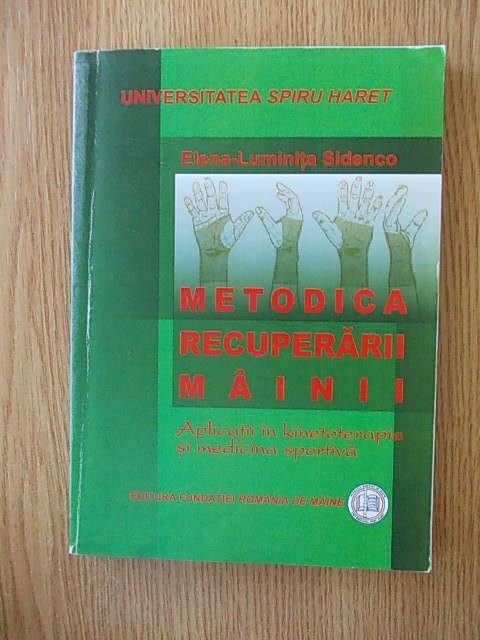 UNIVERSITATEA SPIRU HARET
Elena-Luminița Sidenco
METODICA
RECUPERĂRII
MÂINII
Aplicații în kinetoterapie
și medicina sportivă
EDITURA FUNDAȚIEI ROMÂNIA DE MÂINE